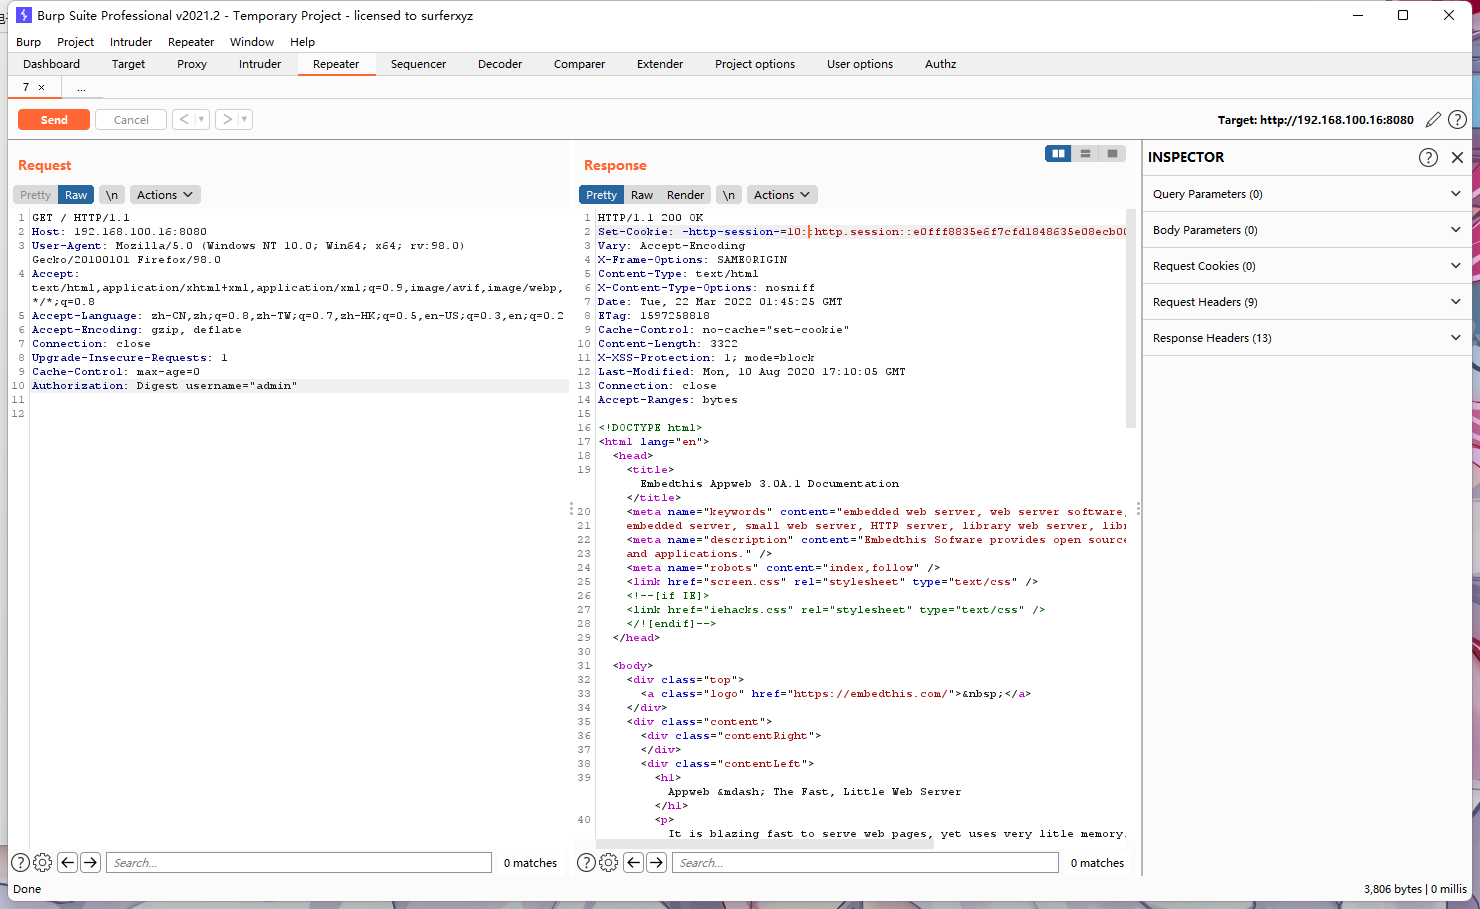 Burp Suite Professional v2021.2 - Temporary Project - licensed to surferxyz
Burp Project Intruder Repeater Window Help
Dashboard Target Proxy Intruder Repeater Sequencer Decoder Comparer Extender Project options User options Authz
7 × ...
Send Cancel < > Target: http://192.168.100.16:8080
Request
Pretty Raw \n Actions
1 GET / HTTP/1.1
2 Host: 192.168.100.16:8080
3 User-Agent: Mozilla/5.0 (Windows NT 10.0; Win64; x64; rv:98.0)
Gecko/20100101 Firefox/98.0
4 Accept:
text/html,application/xhtml+xml,application/xml;q=0.9,image/avif,image/webp,
*/*;q=0.8
5 Accept-Language: zh-CN,zh;q=0.8,zh-TW;q=0.7,zh-HK;q=0.5,en-US;q=0.3,en;q=0.2
6 Accept-Encoding: gzip, deflate
7 Connection: close
8 Upgrade-Insecure-Requests: 1
9 Cache-Control: max-age=0
10 Authorization: Digest username="admin"
11
12
Search... 0 matches
Response
Pretty Raw Render \n Actions
1 HTTP/1.1 200 OK
2 Set-Cookie: -http-session-=10::http.session::e0fff8835e6f7cfd1848635e08ecb00
3 Vary: Accept-Encoding
4 X-Frame-Options: SAMEORIGIN
5 Content-Type: text/html
6 X-Content-Type-Options: nosniff
7 Date: Tue, 22 Mar 2022 01:45:25 GMT
8 ETag: 1597258818
9 Cache-Control: no-cache="set-cookie"
10 Content-Length: 3322
11 X-XSS-Protection: 1; mode=block
12 Last-Modified: Mon, 10 Aug 2020 17:10:05 GMT
13 Connection: close
14 Accept-Ranges: bytes
15
16 <!DOCTYPE html>
17 <html lang="en">
18 <head>
19 <title>
Embedthis Appweb 3.0A.1 Documentation
</title>
20 <meta name="keywords" content="embedded web server, web server software,
21 embedded server, small web server, HTTP server, library web server, libr
22 <meta name="description" content="Embedthis Sofware provides open source
23 and applications." />
24 <meta name="robots" content="index,follow" />
25 <link href="screen.css" rel="stylesheet" type="text/css" />
26 <!--[if IE]>
27 <link href="iehacks.css" rel="stylesheet" type="text/css" />
28 </![endif]-->
29 </head>
30
31 <body>
32 <div class="top">
33 <a class="logo" href="https://embedthis.com/">&nbsp;</a>
34 </div>
35 <div class="content">
36 <div class="contentRight">
37 </div>
38 <div class="contentLeft">
39 <h1>
Appweb &mdash; The Fast, Little Web Server
</h1>
40 <p>
It is blazing fast to serve web pages, yet uses very litle memory.
Search... 0 matches
INSPECTOR
Query Parameters (0)
Body Parameters (0)
Request Cookies (0)
Request Headers (9)
Response Headers (13)
Done 3,806 bytes | 0 millis